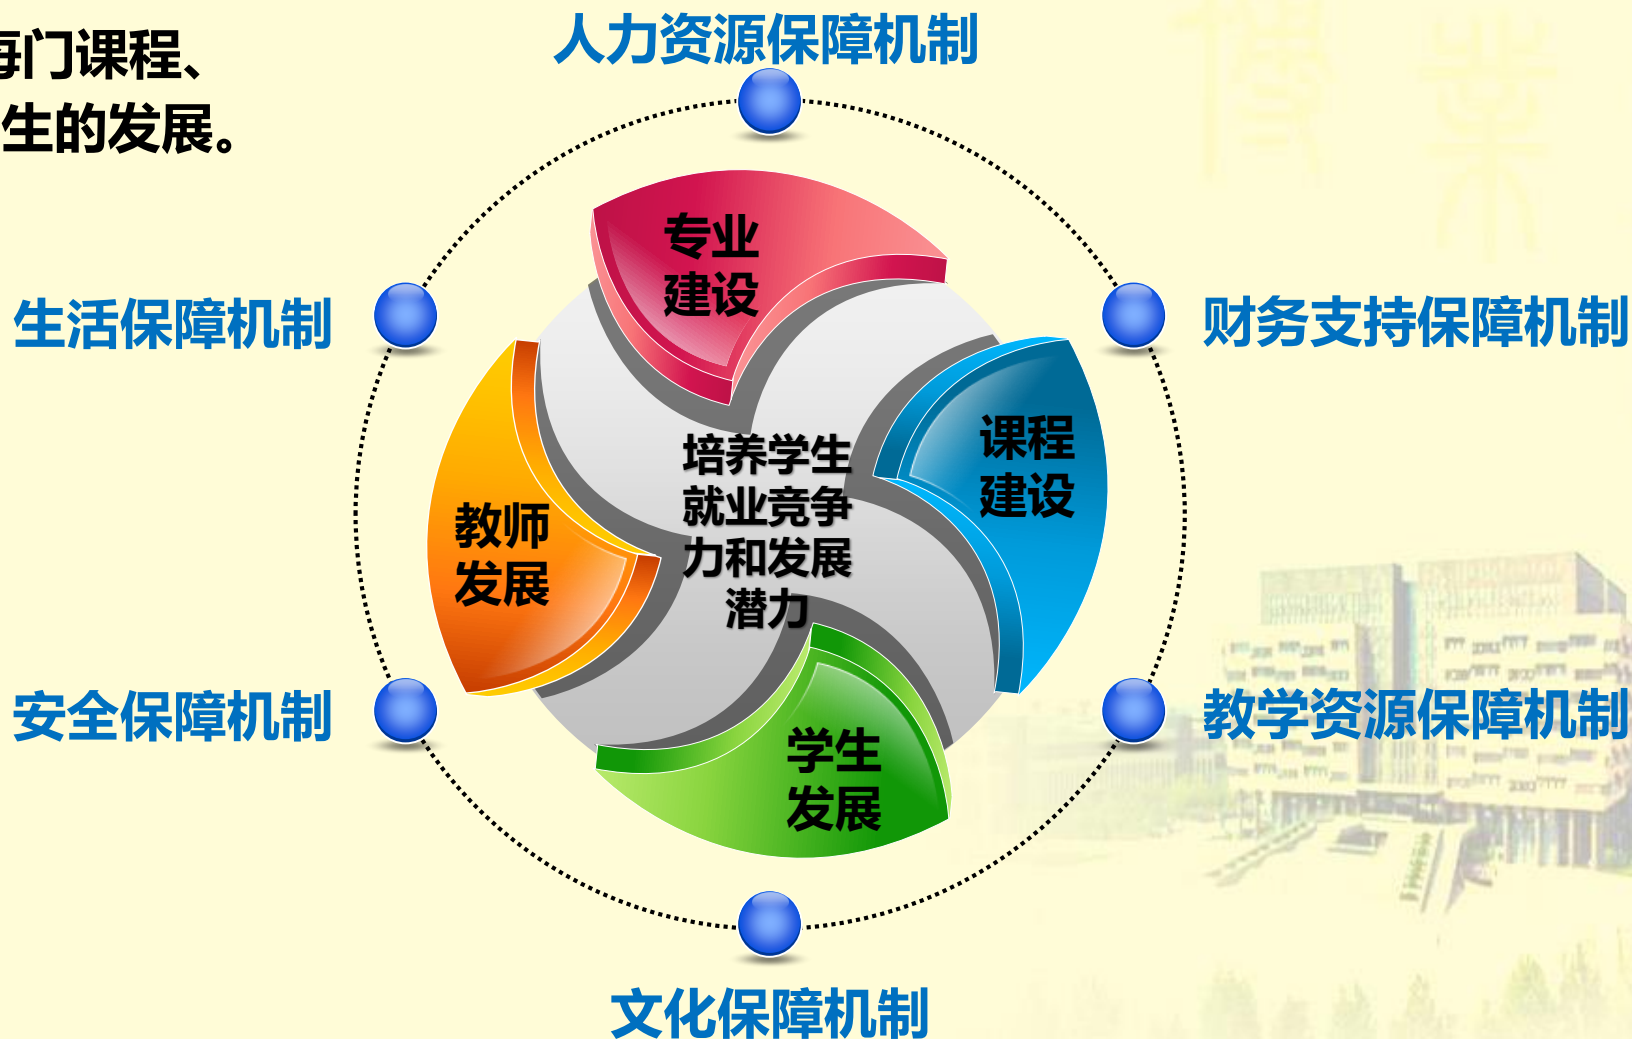 每门课程、
生的发展。
人力资源保障机制
生活保障机制
财务支持保障机制
专业
建设
课程
建设
培养学生
就业竞争
力和发展
潜力
教师
发展
学生
发展
安全保障机制
教学资源保障机制
文化保障机制